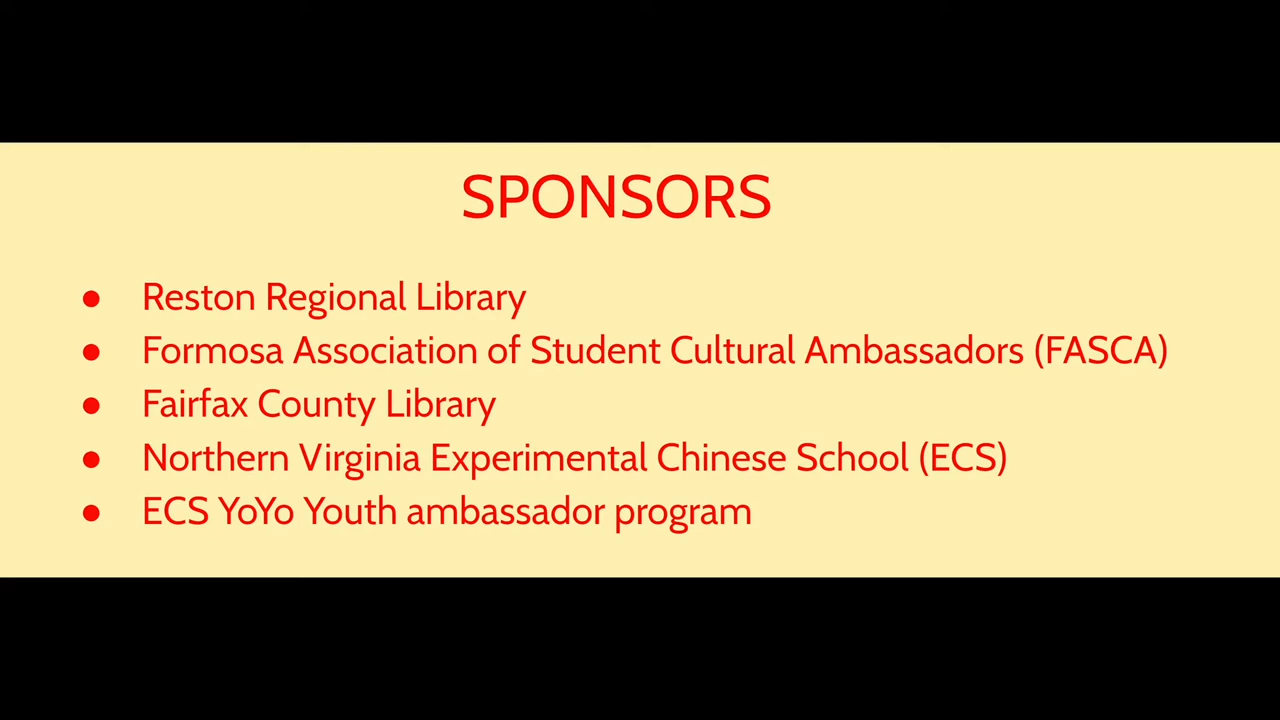 SPONSORS
● Reston Regional Library
● Formosa Association of Student Cultural Ambassadors (FASCA)
● Fairfax County Library
● Northern Virginia Experimental Chinese School (ECS)
● ECS YoYo Youth ambassador program